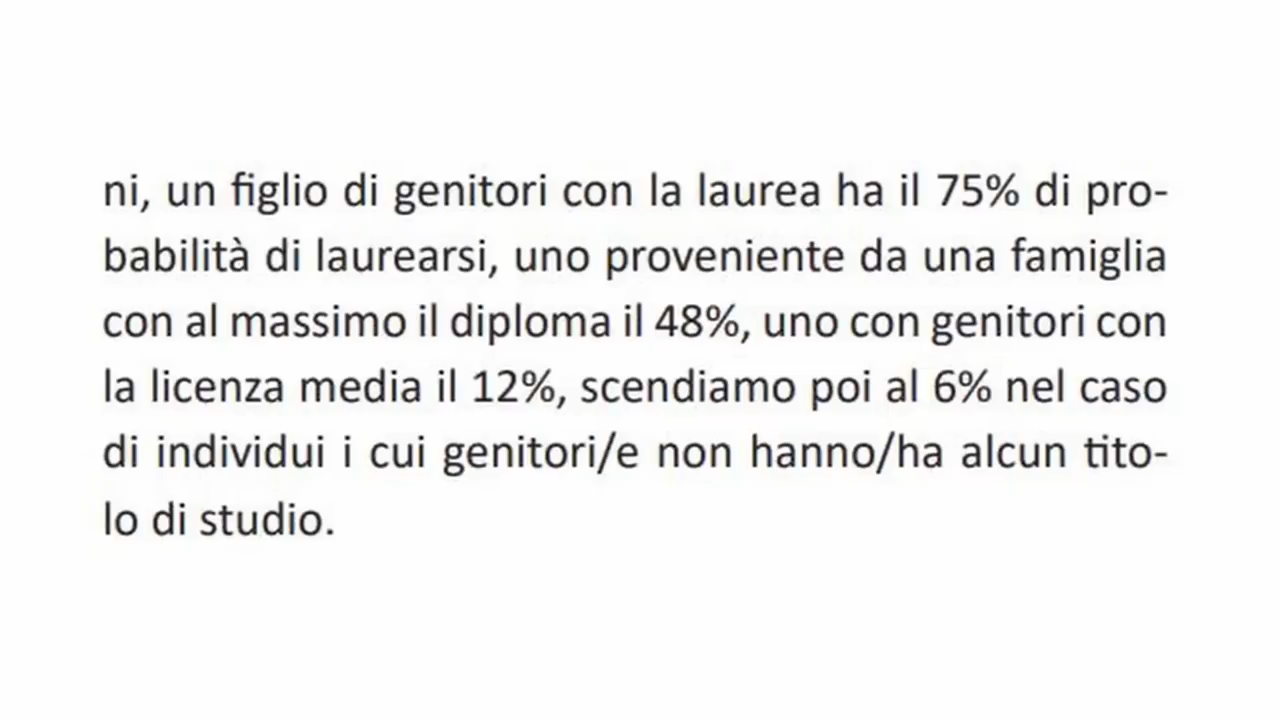 ni, un figlio di genitori con la laurea ha il 75% di pro-
babilità di laurearsi, uno proveniente da una famiglia
con al massimo il diploma il 48%, uno con genitori con
la licenza media il 12%, scendiamo poi al 6% nel caso
di individui i cui genitori/e non hanno/ha alcun tito-
lo di studio.